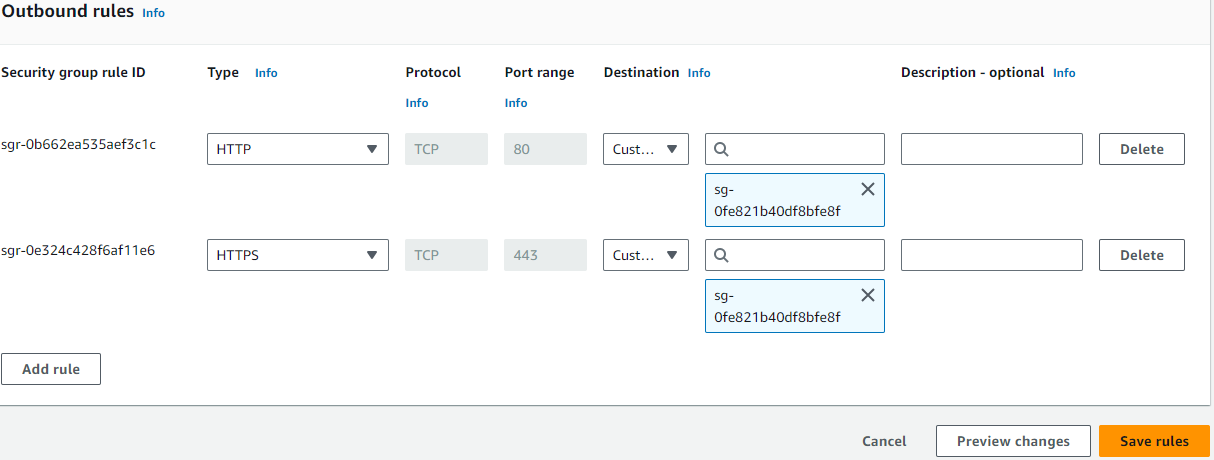 Outbound rules Info
Security group rule ID Type Info Protocol Port range Destination Info Description - optional Info
Info Info
sgr-0b662ea535aef3c1c HTTP TCP 80 Cust... Delete
sg-
0fe821b40df8bfe8f
sgr-0e324c428f6af11e6 HTTPS TCP 443 Cust... Delete
sg-
0fe821b40df8bfe8f
Add rule
Cancel Preview changes Save rules